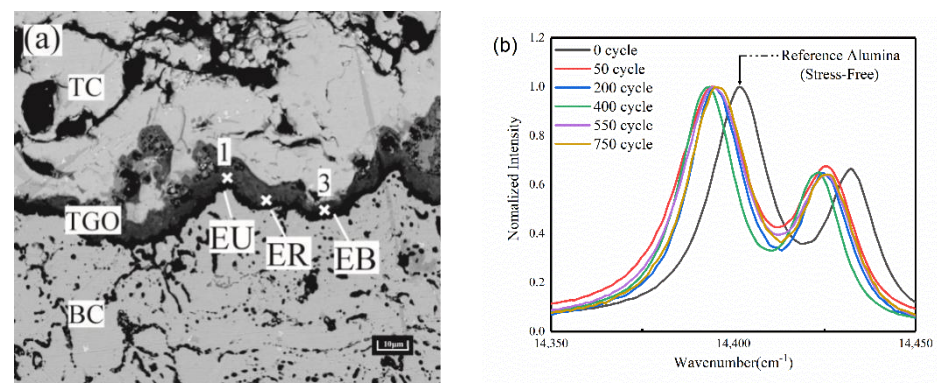 (a)
TC
1
3
TGO
EU
ER
EB
BC
10μm
(b)
1.2
1.0
0.8
0.6
0.4
0.2
0.0
Normalized Intensity
0 cycle
50 cycle
200 cycle
400 cycle
550 cycle
750 cycle
Reference Alumina
(Stress-Free)
14,350
14,400
14,450
Wavenumber(cm⁻¹)